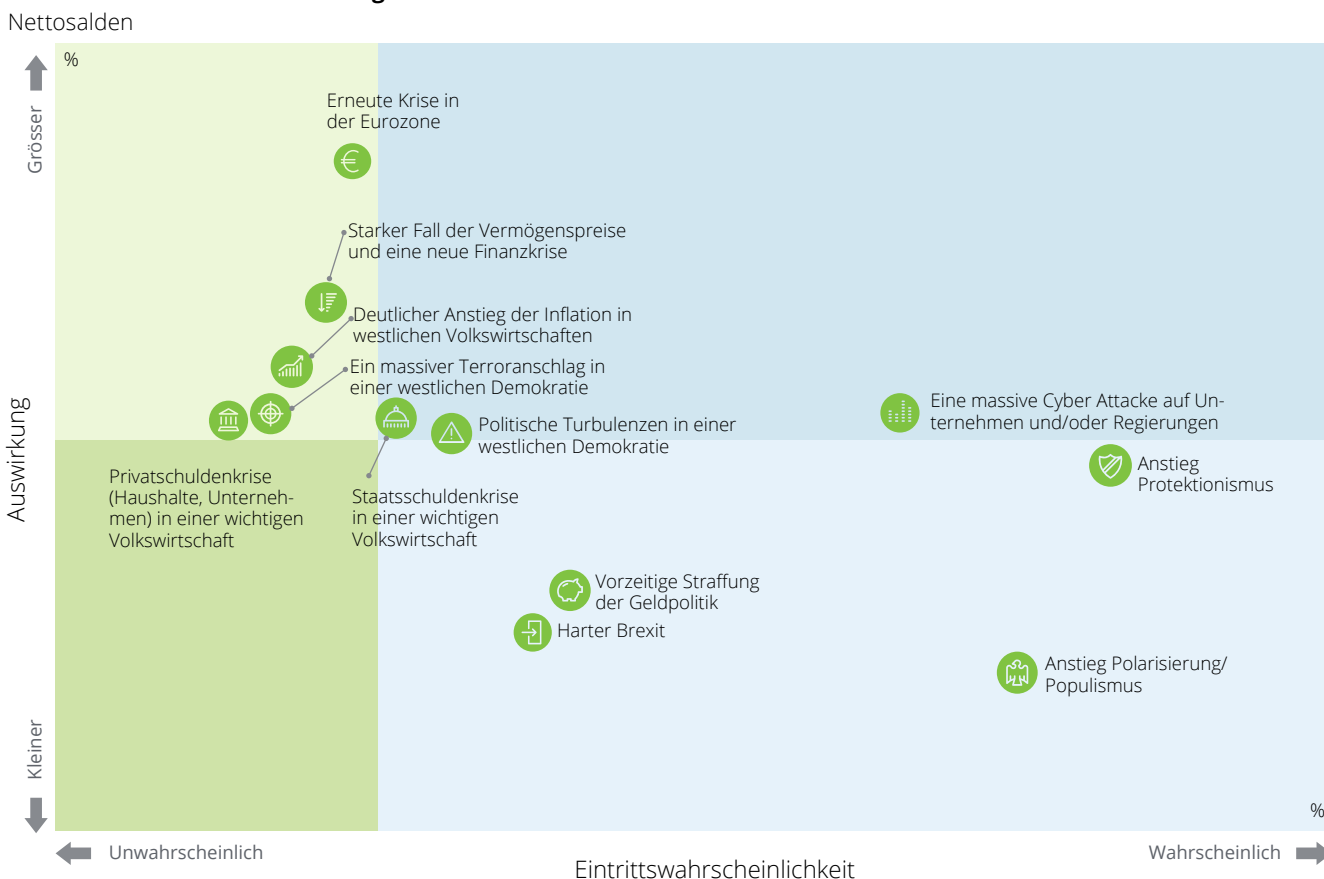 Nettosalden
%
Grösser
Erneute Krise in
der Eurozone
Starker Fall der Vermögenspreise
und eine neue Finanzkrise
Deutlicher Anstieg der Inflation in
westlichen Volkswirtschaften
Ein massiver Terroranschlag in
einer westlichen Demokratie
Eine massive Cyber Attacke auf Un-
ternehmen und/oder Regierungen
Politische Turbulenzen in einer
westlichen Demokratie
Auswirkung
Anstieg
Protektionismus
Privatschuldenkrise
(Haushalte, Unterneh-
men) in einer wichtigen
Volkswirtschaft
Staatsschuldenkrise
in einer wichtigen
Volkswirtschaft
Vorzeitige Straffung
der Geldpolitik
Harter Brexit
Anstieg Polarisierung/
Populismus
Kleiner
%
Unwahrscheinlich
Eintrittswahrscheinlichkeit
Wahrscheinlich